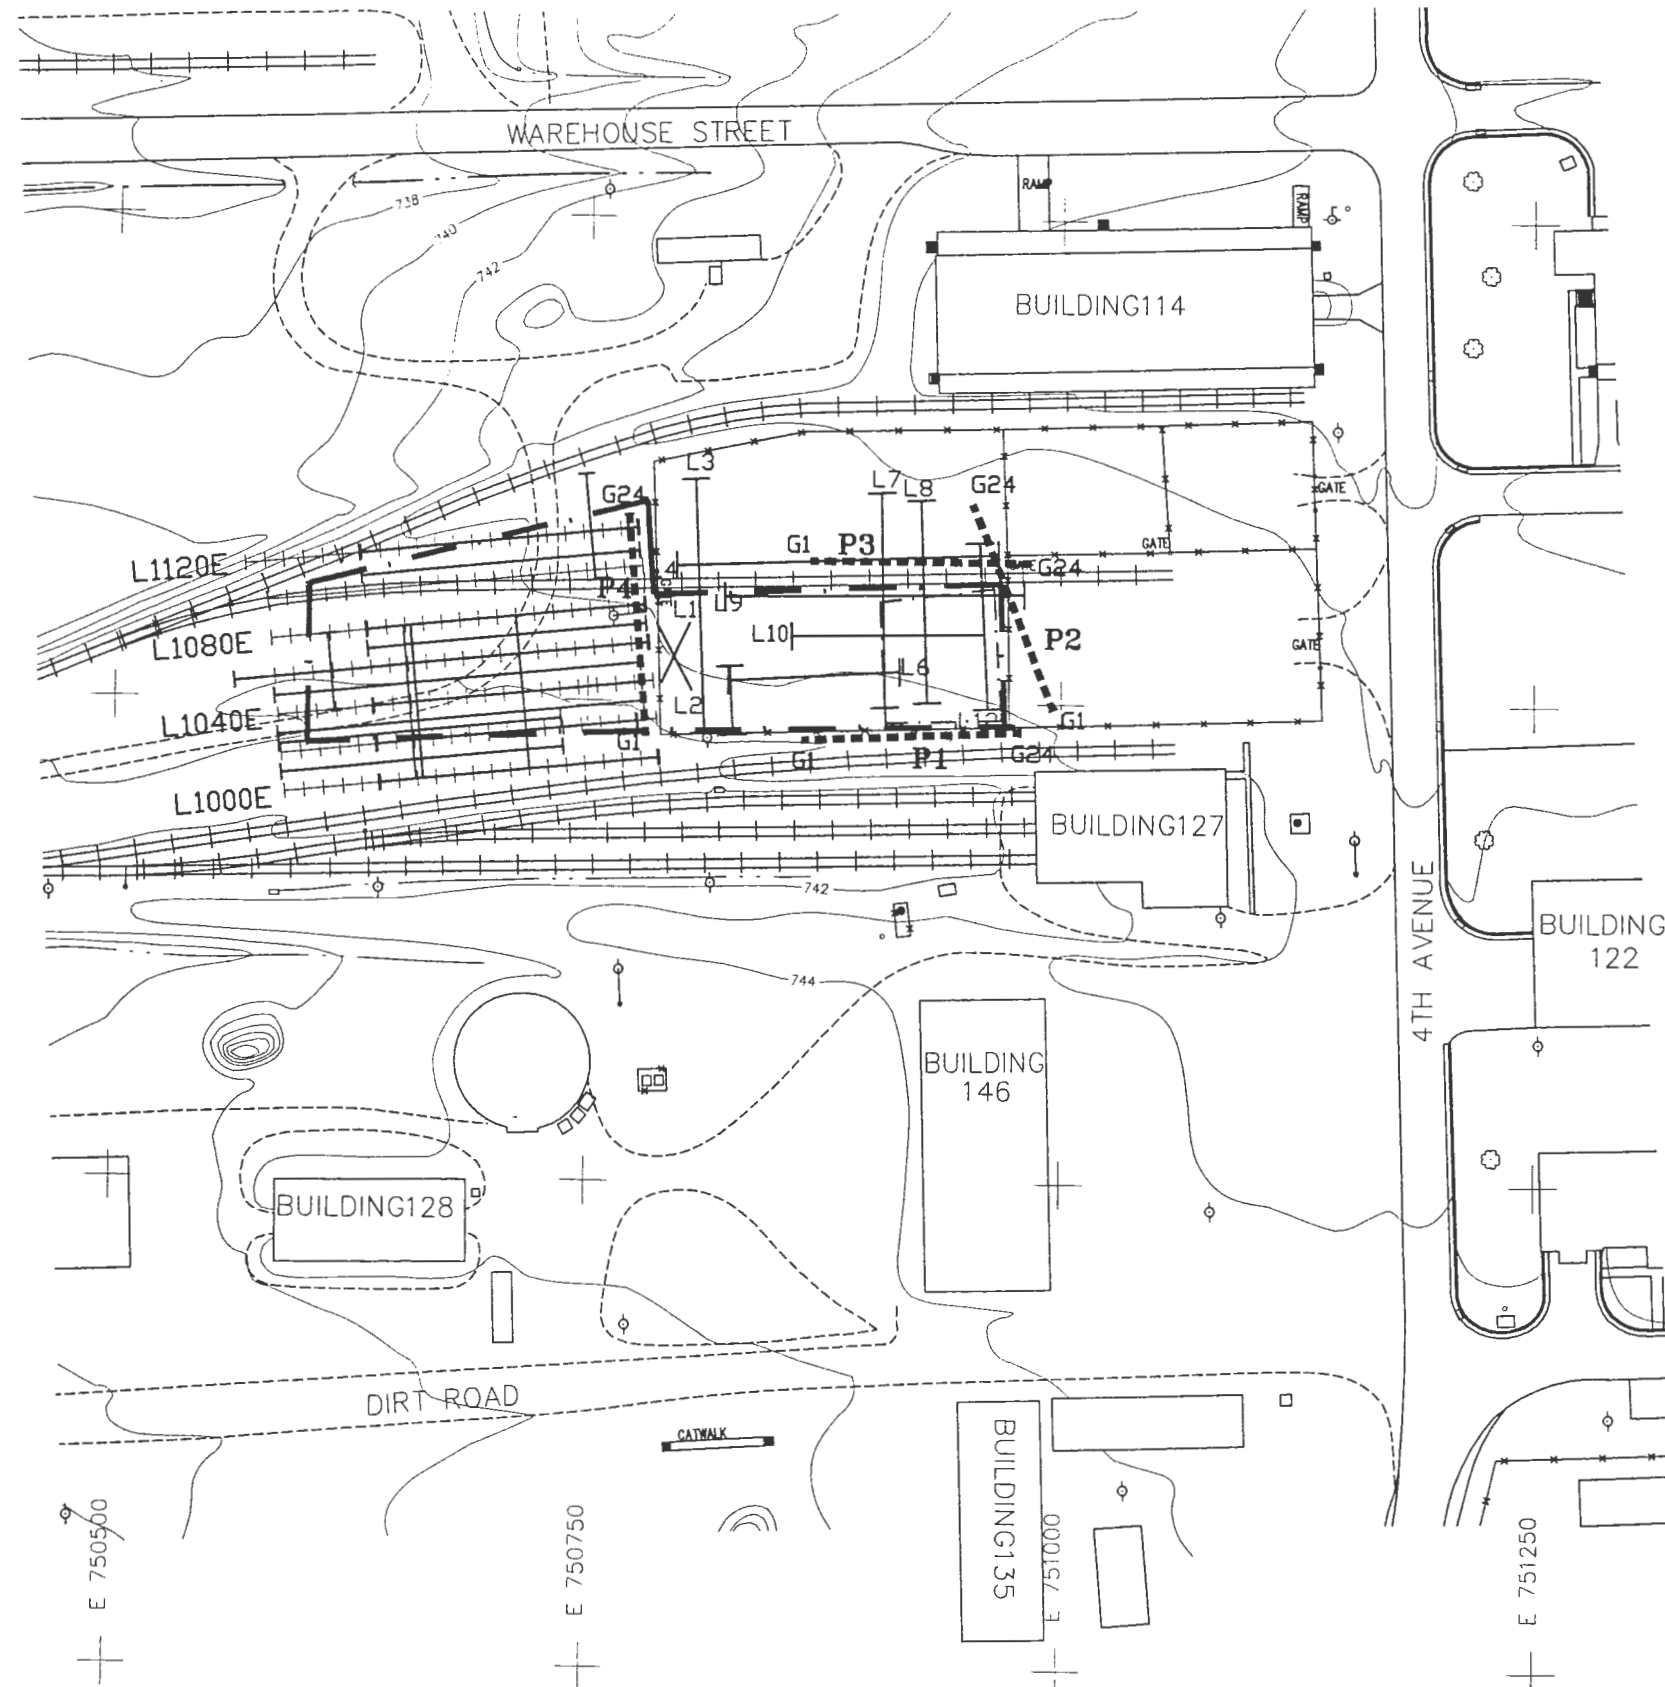 WAREHOUSE STREET
RAMP
RAMP
738
740
742
BUILDING114
L3
L7
L8
G24
G24
GATE
L1120E
G1
P3
GATE
G24
P4
L1
L9
L10
P2
L1080E
GATE
L6
L2
L12
G1
L1040E
G1
G1
P1
G24
L1000E
BUILDING127
742
4TH AVENUE
BUILDING
122
744
BUILDING
146
BUILDING128
DIRT ROAD
CATWALK
BUILDING135
E 750500
E 750750
E 751000
E 751250